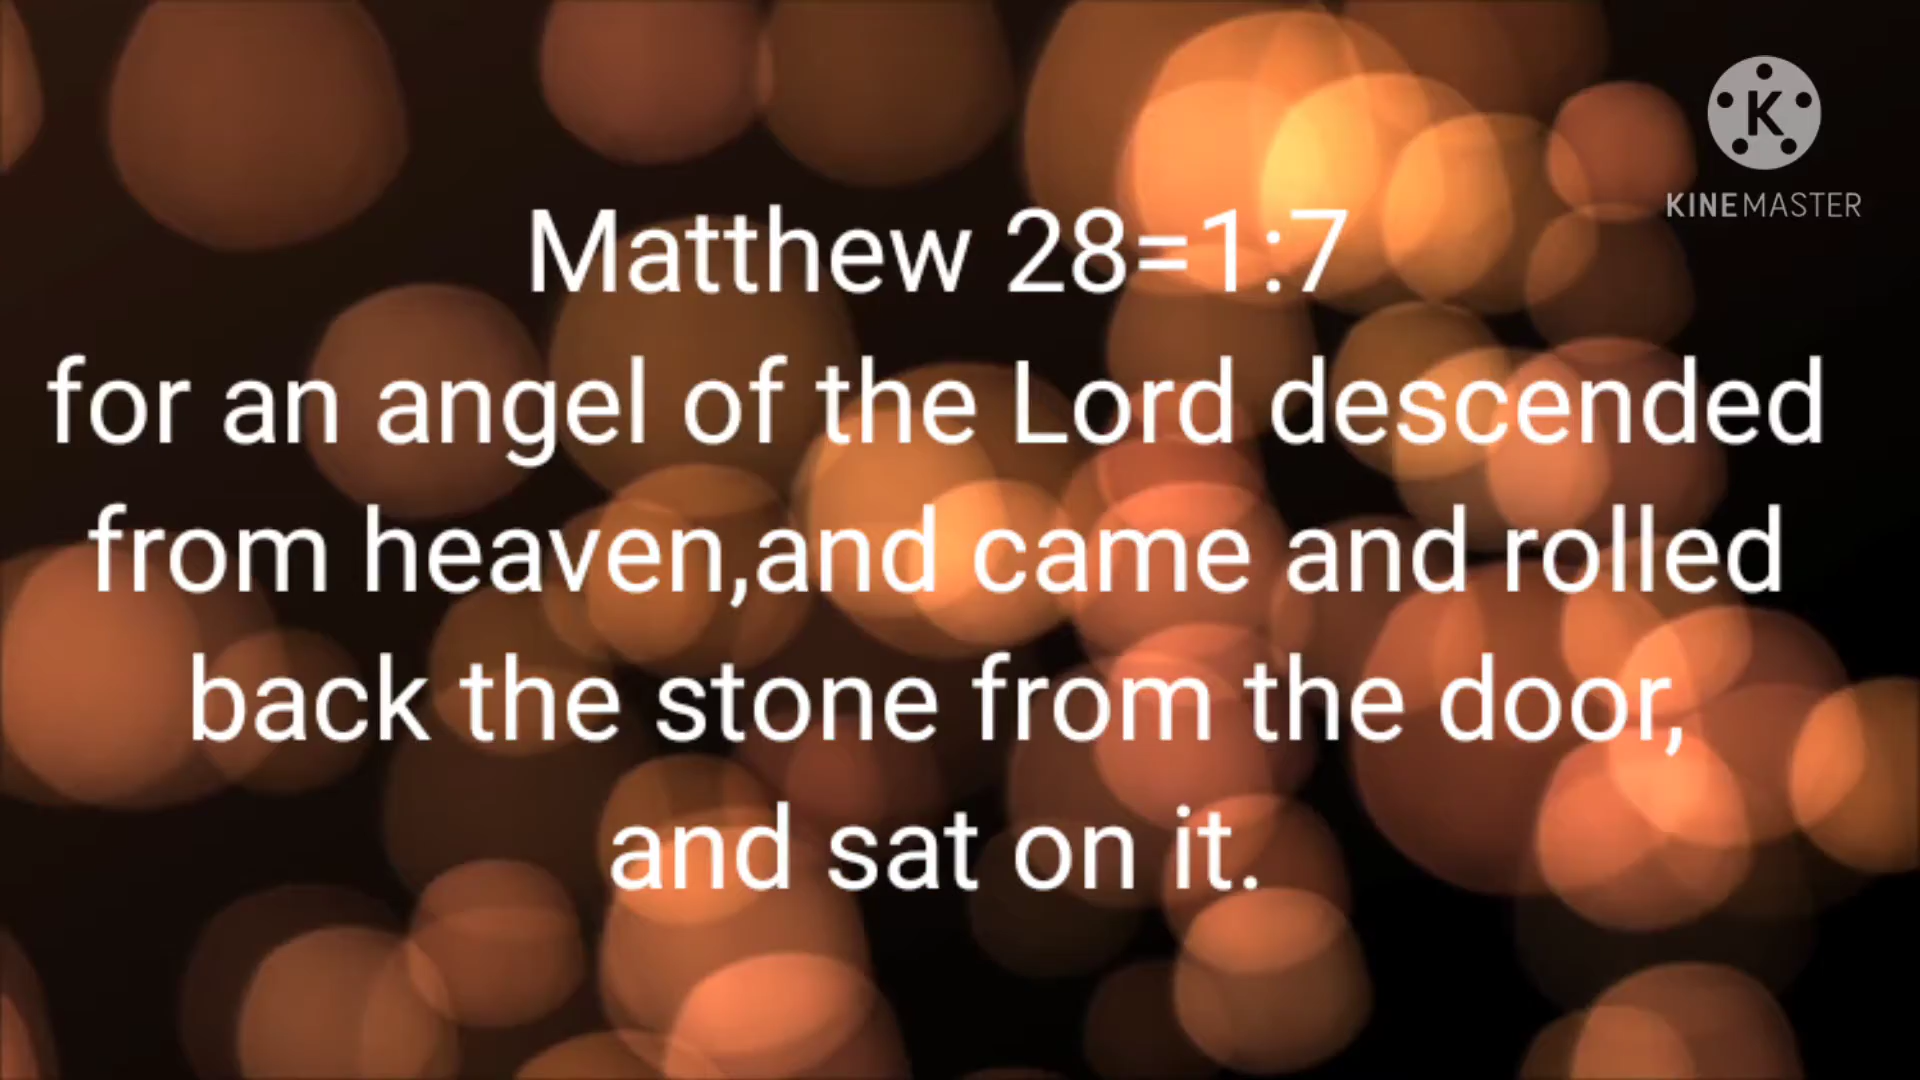 K
KINEMASTER
Matthew 28=1:7
for an angel of the Lord descended
from heaven,and came and rolled
back the stone from the door,
and sat on it.